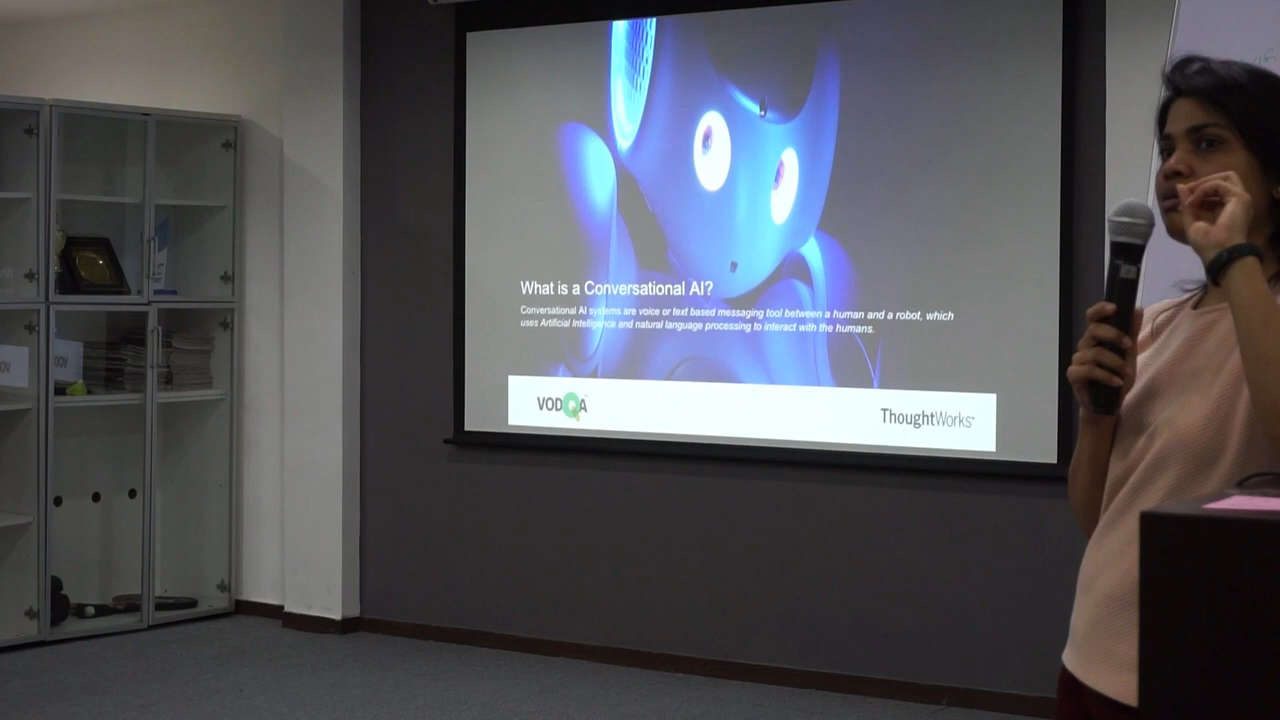 What is a Conversational AI?
Conversational AI systems are voice or text based messaging tool between a human and a robot, which
uses Artificial Intelligence and natural language processing to interact with the humans.
VODQA
ThoughtWorks